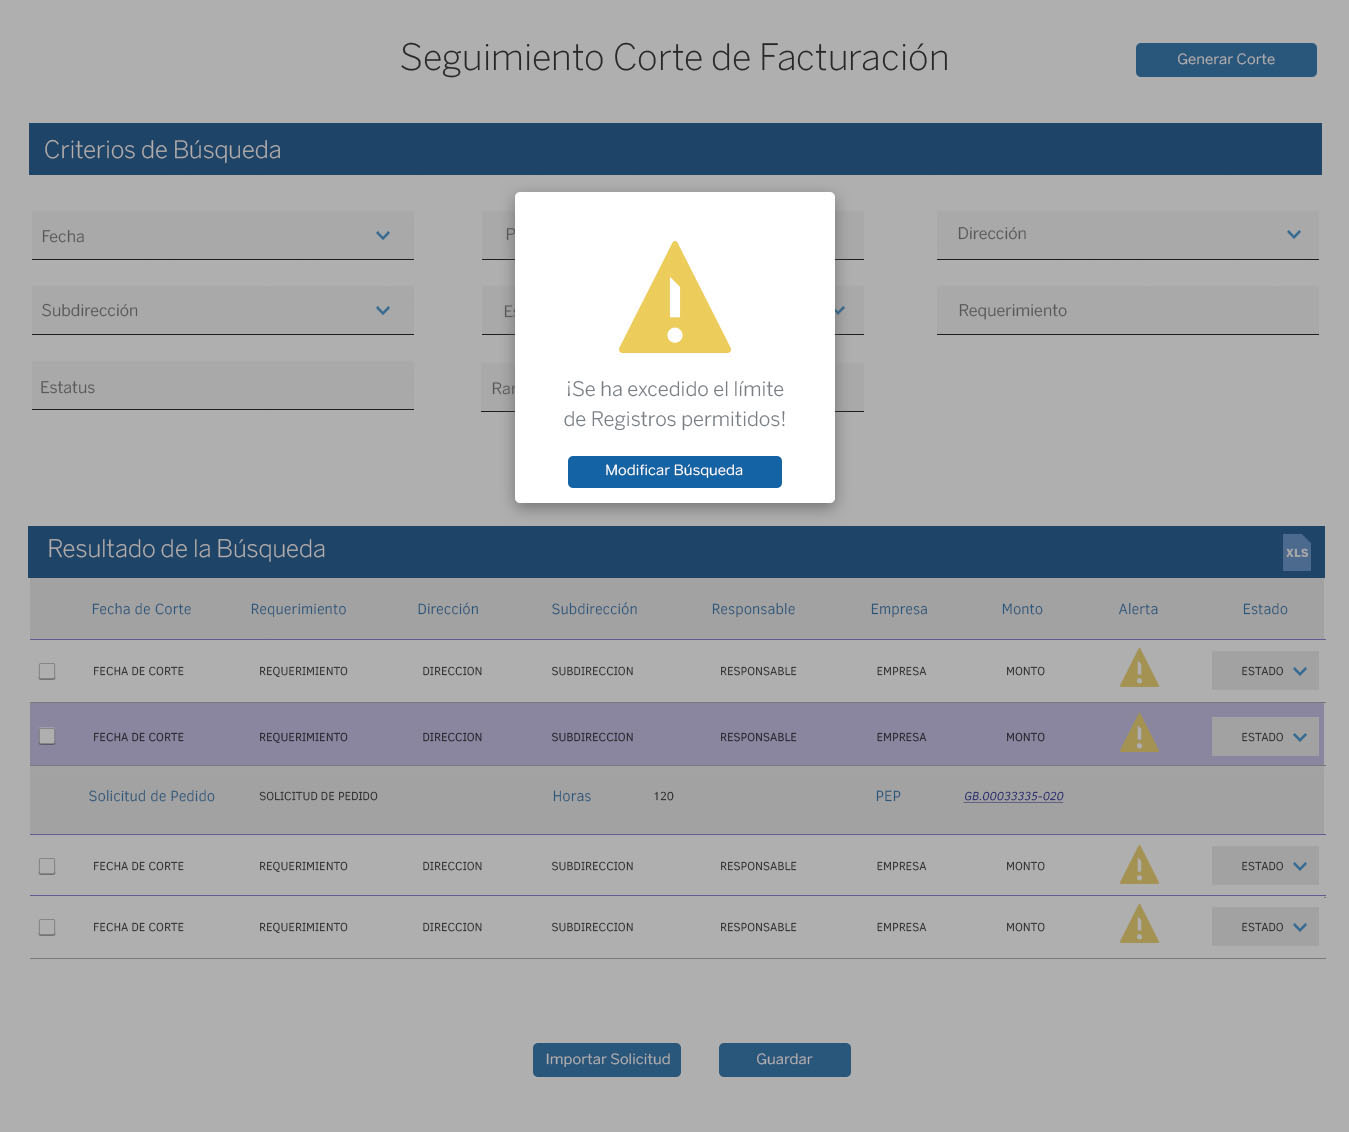 Seguimiento Corte de Facturación
Generar Corte
Criterios de Búsqueda
Fecha
Dirección
Subdirección
Requerimiento
Estatus
¡Se ha excedido el límite
de Registros permitidos!
Modificar Búsqueda
Resultado de la Búsqueda
XLS
Fecha de Corte Requerimiento Dirección Subdirección Responsable Empresa Monto Alerta Estado
FECHA DE CORTE REQUERIMIENTO DIRECCION SUBDIRECCION RESPONSABLE EMPRESA MONTO ESTADO
FECHA DE CORTE REQUERIMIENTO DIRECCION SUBDIRECCION RESPONSABLE EMPRESA MONTO ESTADO
Solicitud de Pedido SOLICITUD DE PEDIDO Horas 120 PEP GB.00033335-020
FECHA DE CORTE REQUERIMIENTO DIRECCION SUBDIRECCION RESPONSABLE EMPRESA MONTO ESTADO
FECHA DE CORTE REQUERIMIENTO DIRECCION SUBDIRECCION RESPONSABLE EMPRESA MONTO ESTADO
Importar Solicitud Guardar